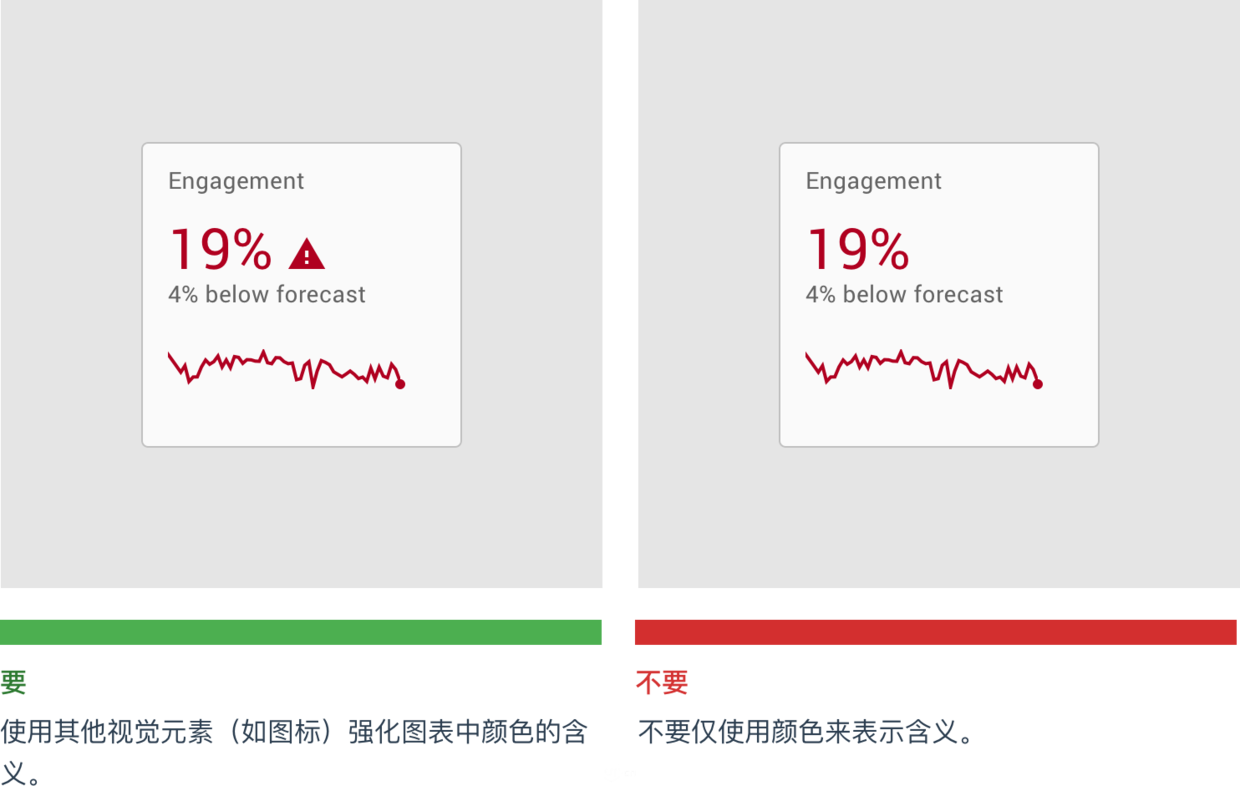 Engagement
19%
4% below forecast
要
使用其他视觉元素（如图标）强化图表中颜色的含
义。
Engagement
19%
4% below forecast
不要
不要仅使用颜色来表示含义。